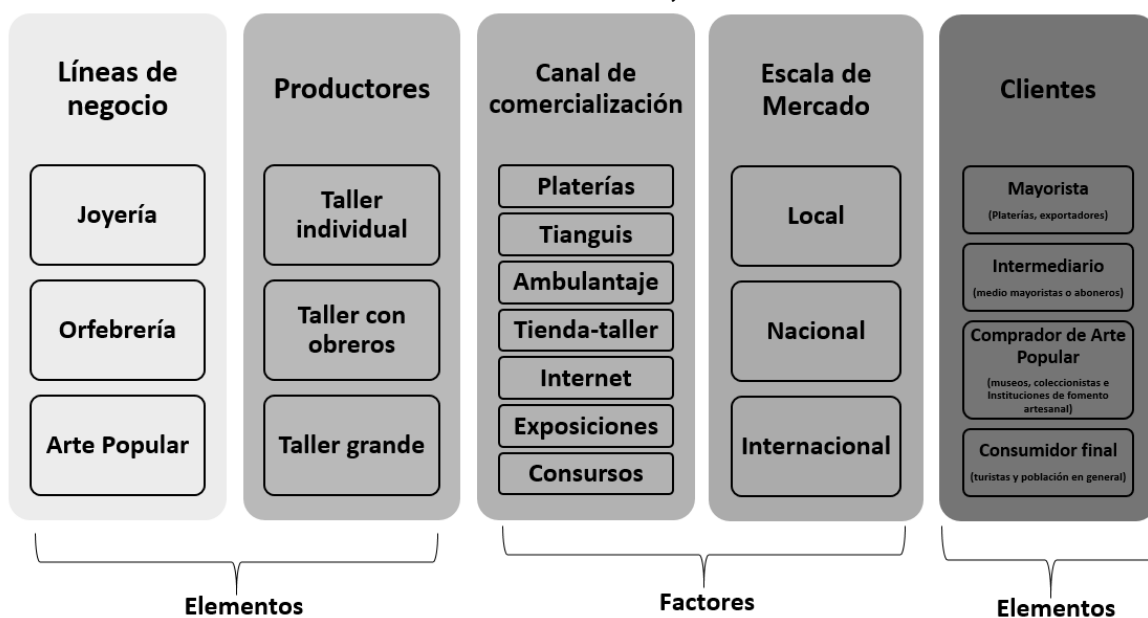 Líneas de
negocio
Joyería
Orfebrería
Arte Popular
Productores
Taller
individual
Taller con
obreros
Taller grande
Canal de
comercialización
Platerías
Tianguis
Ambulantaje
Tienda-taller
Internet
Exposiciones
Consursos
Escala de
Mercado
Local
Nacional
Internacional
Clientes
Mayorista
(Platerías, exportadores)
Intermediario
(medio mayoristas o aboneros)
Comprador de Arte
Popular
(museos, coleccionistas e
Instituciones de fomento
artesanal)
Consumidor final
(turistas y población en general)
Elementos
Factores
Elementos